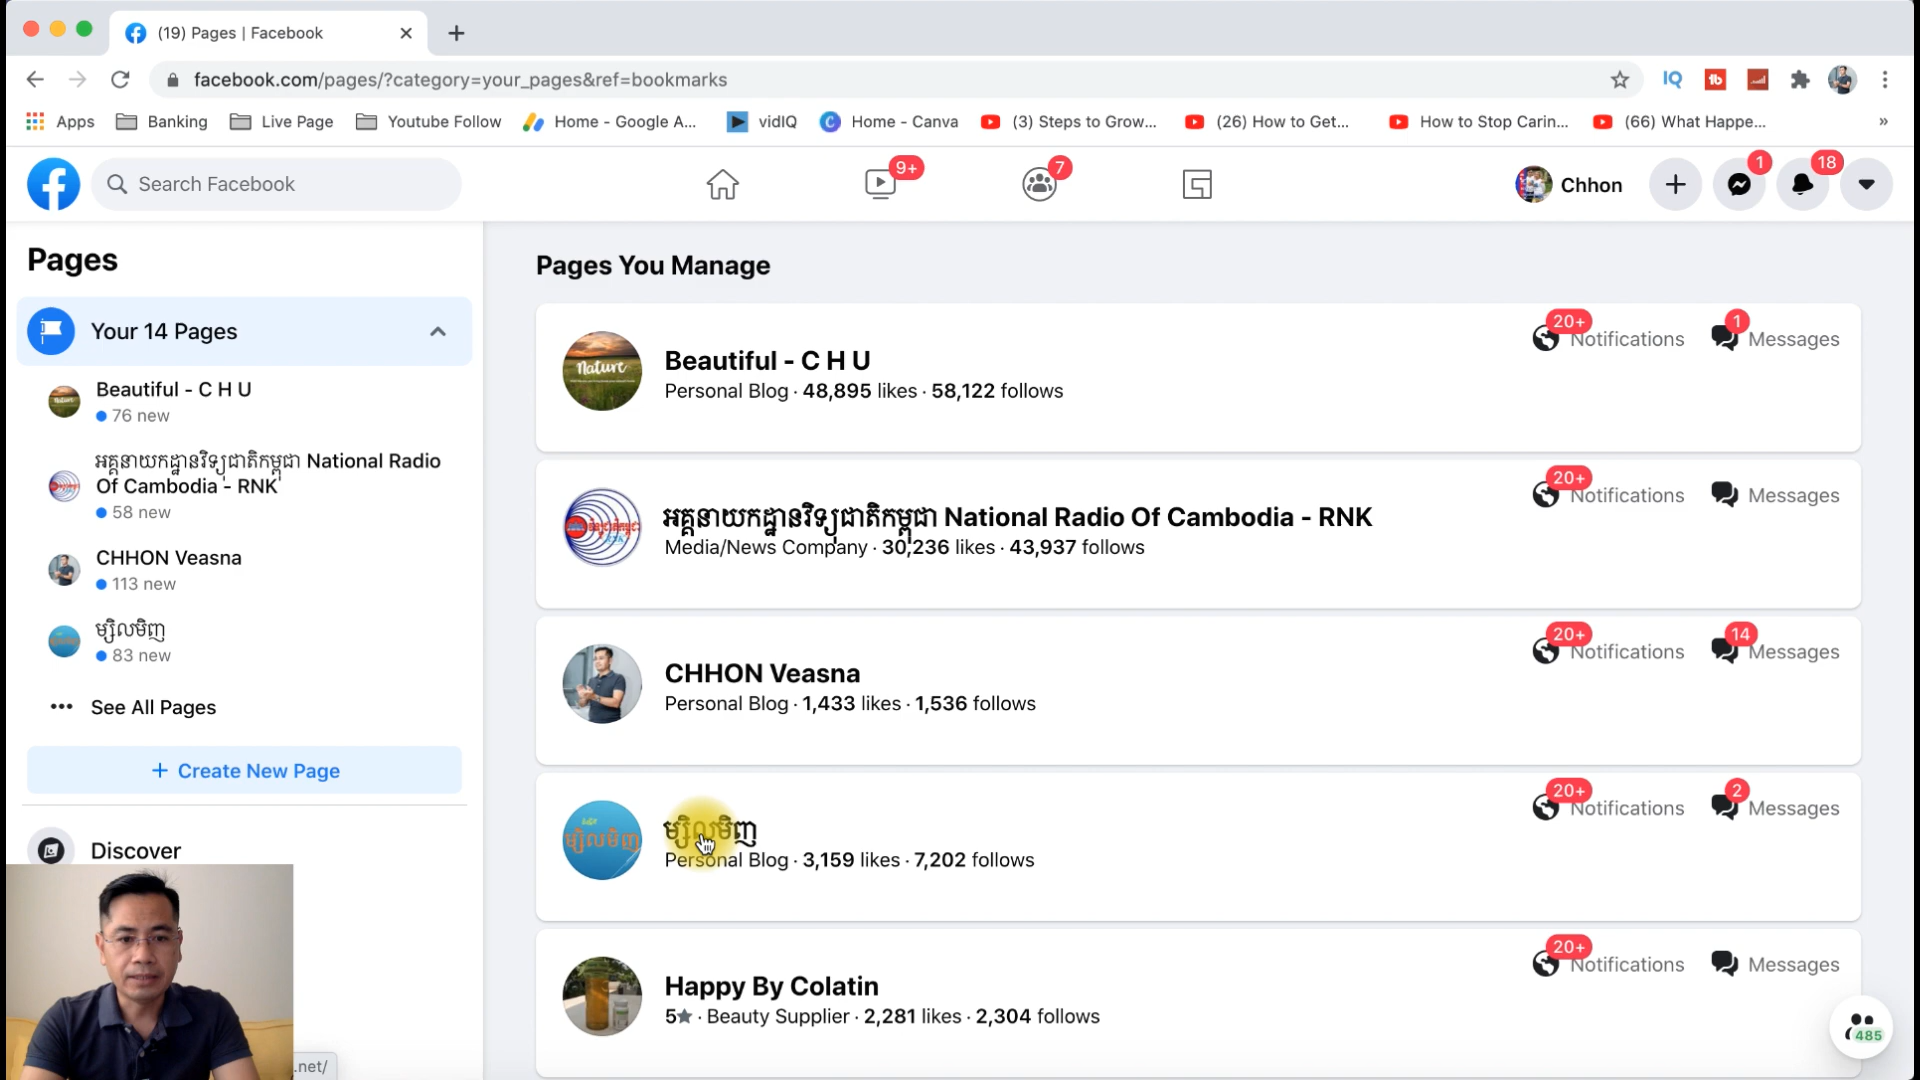 (19) Pages | Facebook
facebook.com/pages/?category=your_pages&ref=bookmarks
IQ
tb
Apps
Banking
Live Page
Youtube Follow
Home - Google A...
vidIQ
Home - Canva
(3) Steps to Grow...
(26) How to Get...
How to Stop Carin...
(66) What Happe...
»
Search Facebook
9+
7
Chhon
1
18
Pages
Your 14 Pages
Beautiful - C H U
76 new
អគ្គនាយកដ្ឋានវិទ្យុជាតិកម្ពុជា National Radio
Of Cambodia - RNK
58 new
CHHON Veasna
113 new
ម្សិលមិញ
83 new
See All Pages
Create New Page
Discover
.net/
Pages You Manage
Nature
Beautiful - C H U
Personal Blog · 48,895 likes · 58,122 follows
20+
Notifications
1
Messages
អគ្គនាយកដ្ឋានវិទ្យុជាតិកម្ពុជា National Radio Of Cambodia - RNK
Media/News Company · 30,236 likes · 43,937 follows
20+
Notifications
Messages
CHHON Veasna
Personal Blog · 1,433 likes · 1,536 follows
20+
Notifications
14
Messages
ម្សិលមិញ
ម្សិលមិញ
Personal Blog · 3,159 likes · 7,202 follows
20+
Notifications
2
Messages
Happy By Colatin
5★ · Beauty Supplier · 2,281 likes · 2,304 follows
20+
Notifications
Messages
485